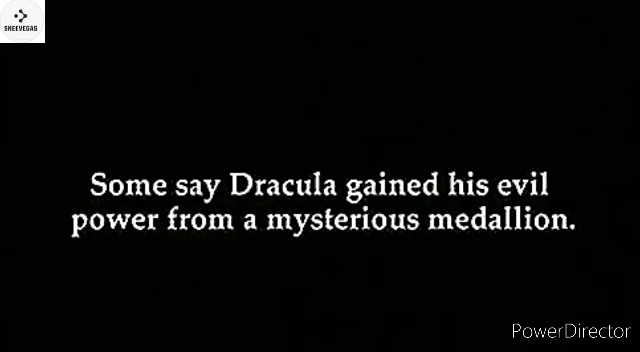 SNEEVEGAS
Some say Dracula gained his evil
power from a mysterious medallion.
PowerDirector